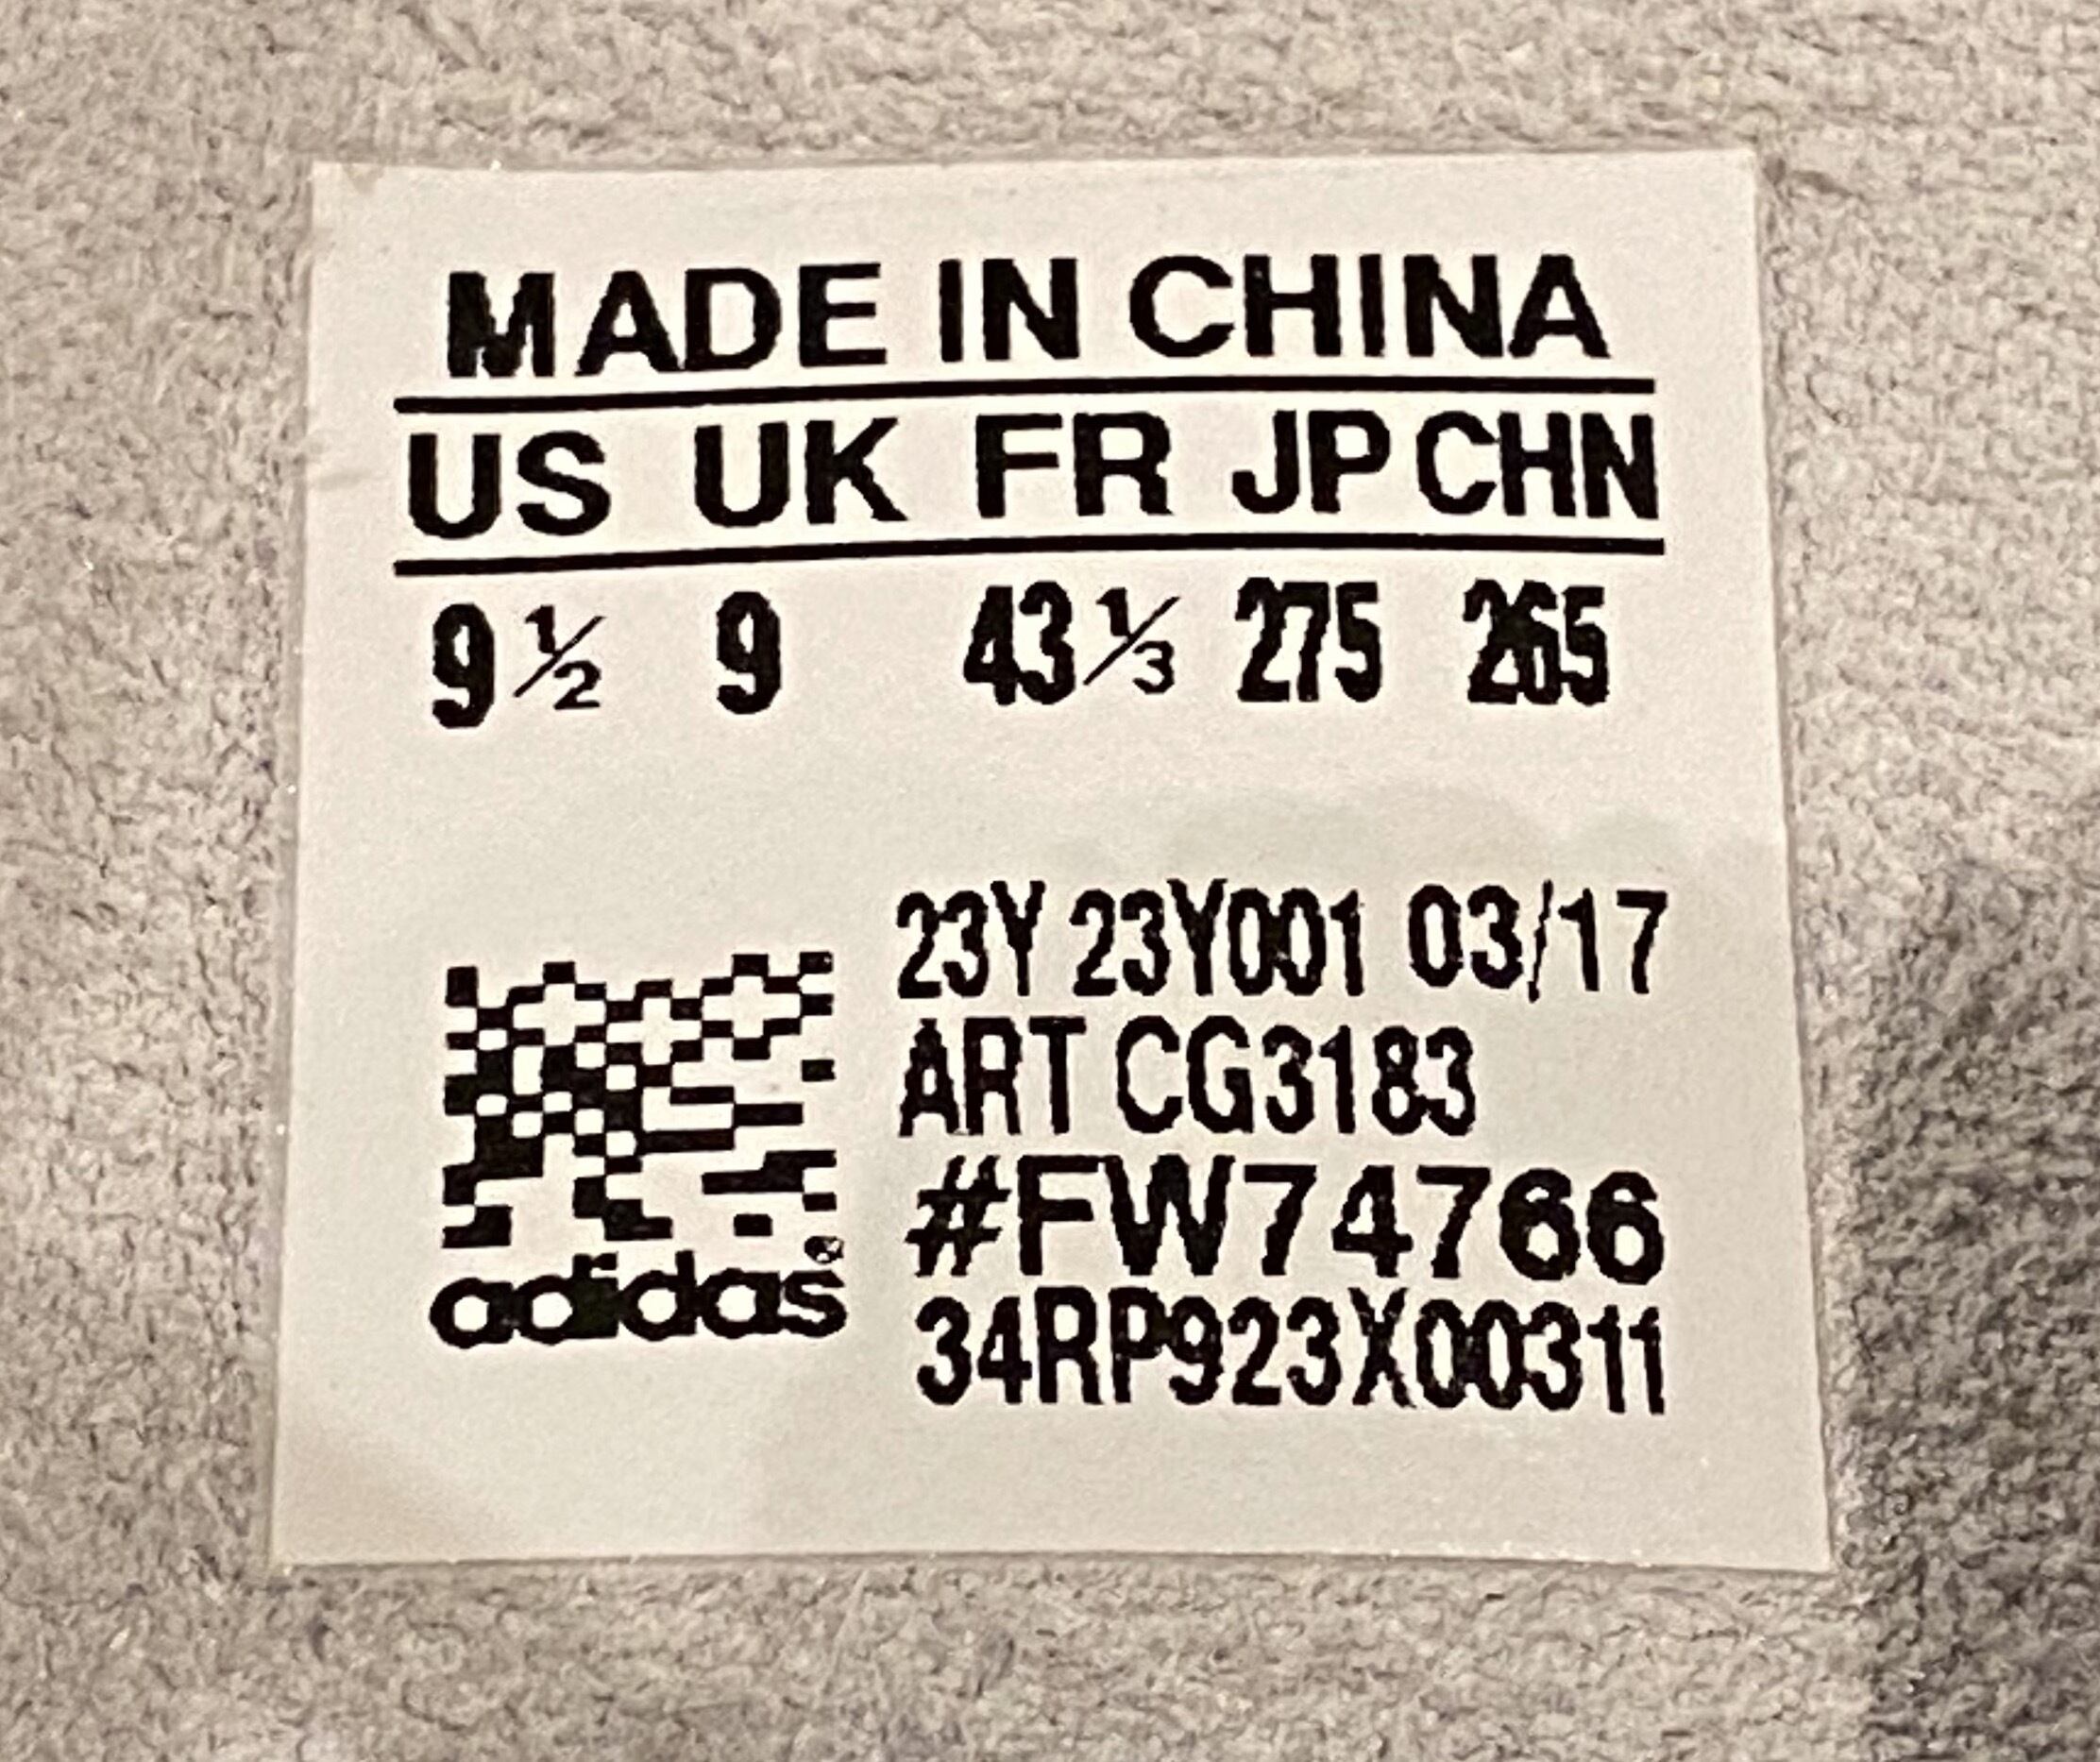 MADE IN CHINA
US UK FR JP CHN
9 ½ 9 43 ⅓ 275 265
23Y 23Y001 03/17
ART CG3183
#FW74766
34RP923X00311
adidas®